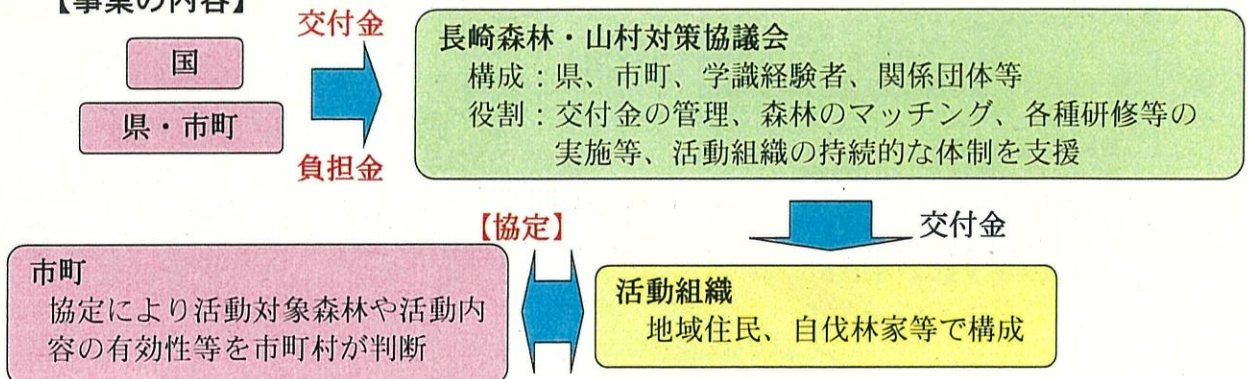 【事業の内容】
交付金
国
県・市町
負担金
長崎森林・山村対策協議会
構成：県、市町、学識経験者、関係団体等
役割：交付金の管理、森林のマッチング、各種研修等の
実施等、活動組織の持続的な体制を支援
交付金
【協定】
市町
協定により活動対象森林や活動内
容の有効性等を市町村が判断
活動組織
地域住民、自伐林家等で構成